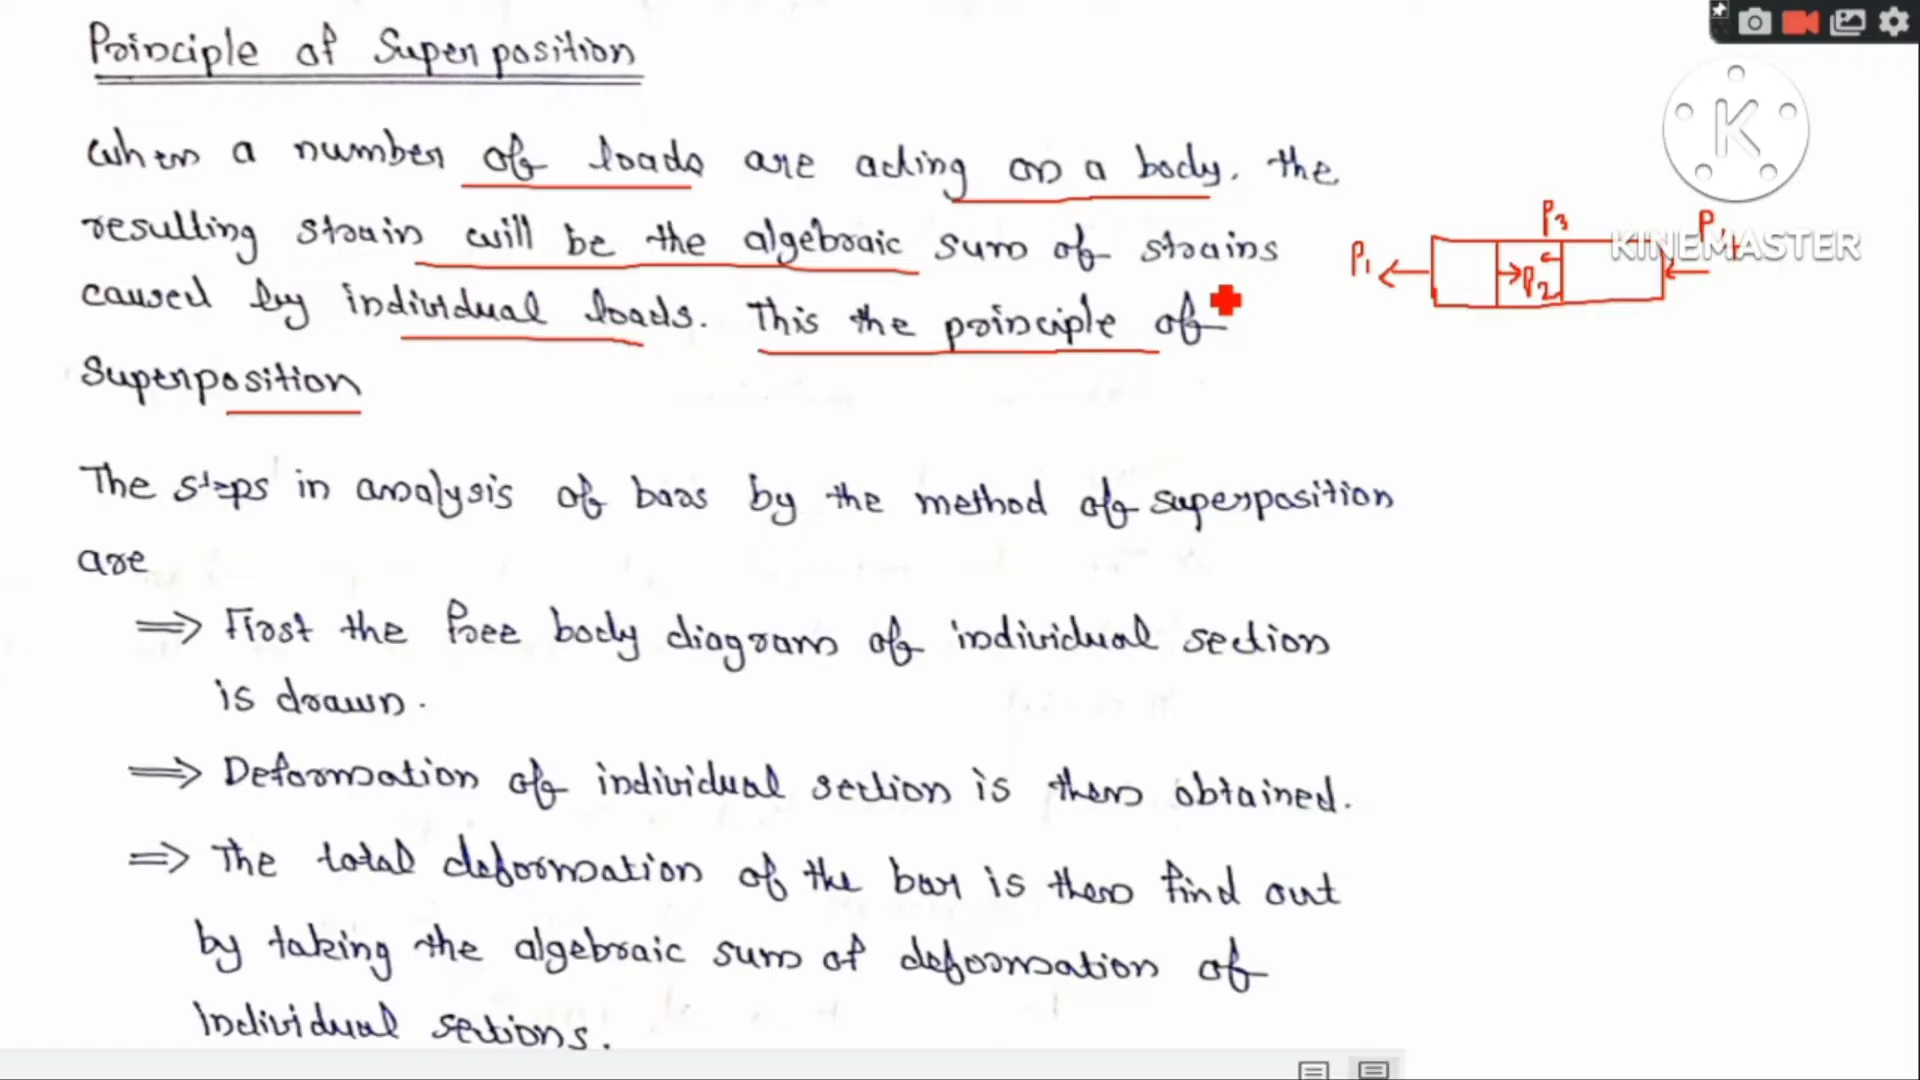 Principle of Superposition
When a number of loads are acting on a body. the
resulting strain will be the algebraic sum of strains
caused by individual loads. This the principle of
Superposition
P3
P1
P2
K
KINEMASTER
The steps in analysis of bars by the method of superposition
are
⇒ First the free body diagram of individual section
is drawn.
⇒ Deformation of individual section is then obtained.
⇒ The total deformation of the bar is then find out
by taking the algebraic sum of deformation of
individual sections.